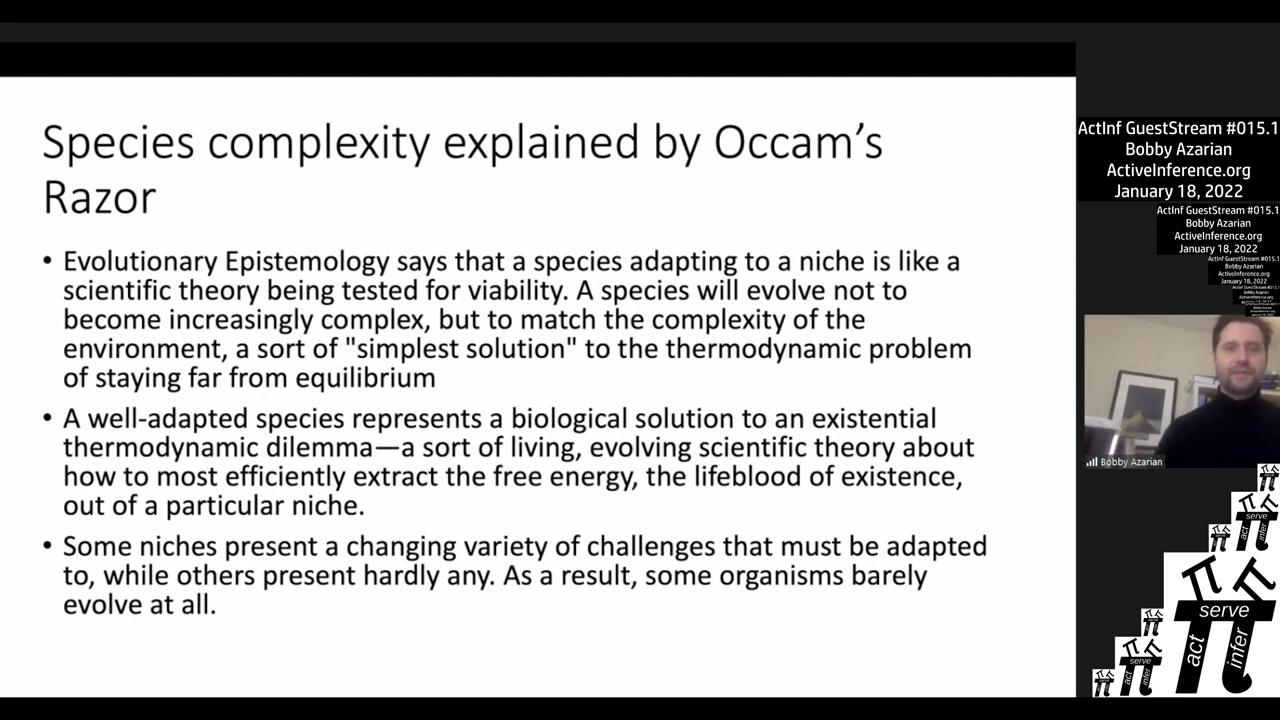 Species complexity explained by Occam's
Razor
• Evolutionary Epistemology says that a species adapting to a niche is like a
scientific theory being tested for viability. A species will evolve not to
become increasingly complex, but to match the complexity of the
environment, a sort of "simplest solution" to the thermodynamic problem
of staying far from equilibrium
• A well-adapted species represents a biological solution to an existential
thermodynamic dilemma—a sort of living, evolving scientific theory about
how to most efficiently extract the free energy, the lifeblood of existence,
out of a particular niche.
• Some niches present a changing variety of challenges that must be adapted
to, while others present hardly any. As a result, some organisms barely
evolve at all.
ActInf GuestStream #015.1
Bobby Azarian
ActiveInference.org
January 18, 2022
ActInf GuestStream #015.1
Bobby Azarian
ActiveInference.org
January 18, 2022
ActInf GuestStream #015.1
Bobby Azarian
ActiveInference.org
January 18, 2022
Bobby Azarian
serve
act
infer
serve
act
infer
serve
act
infer